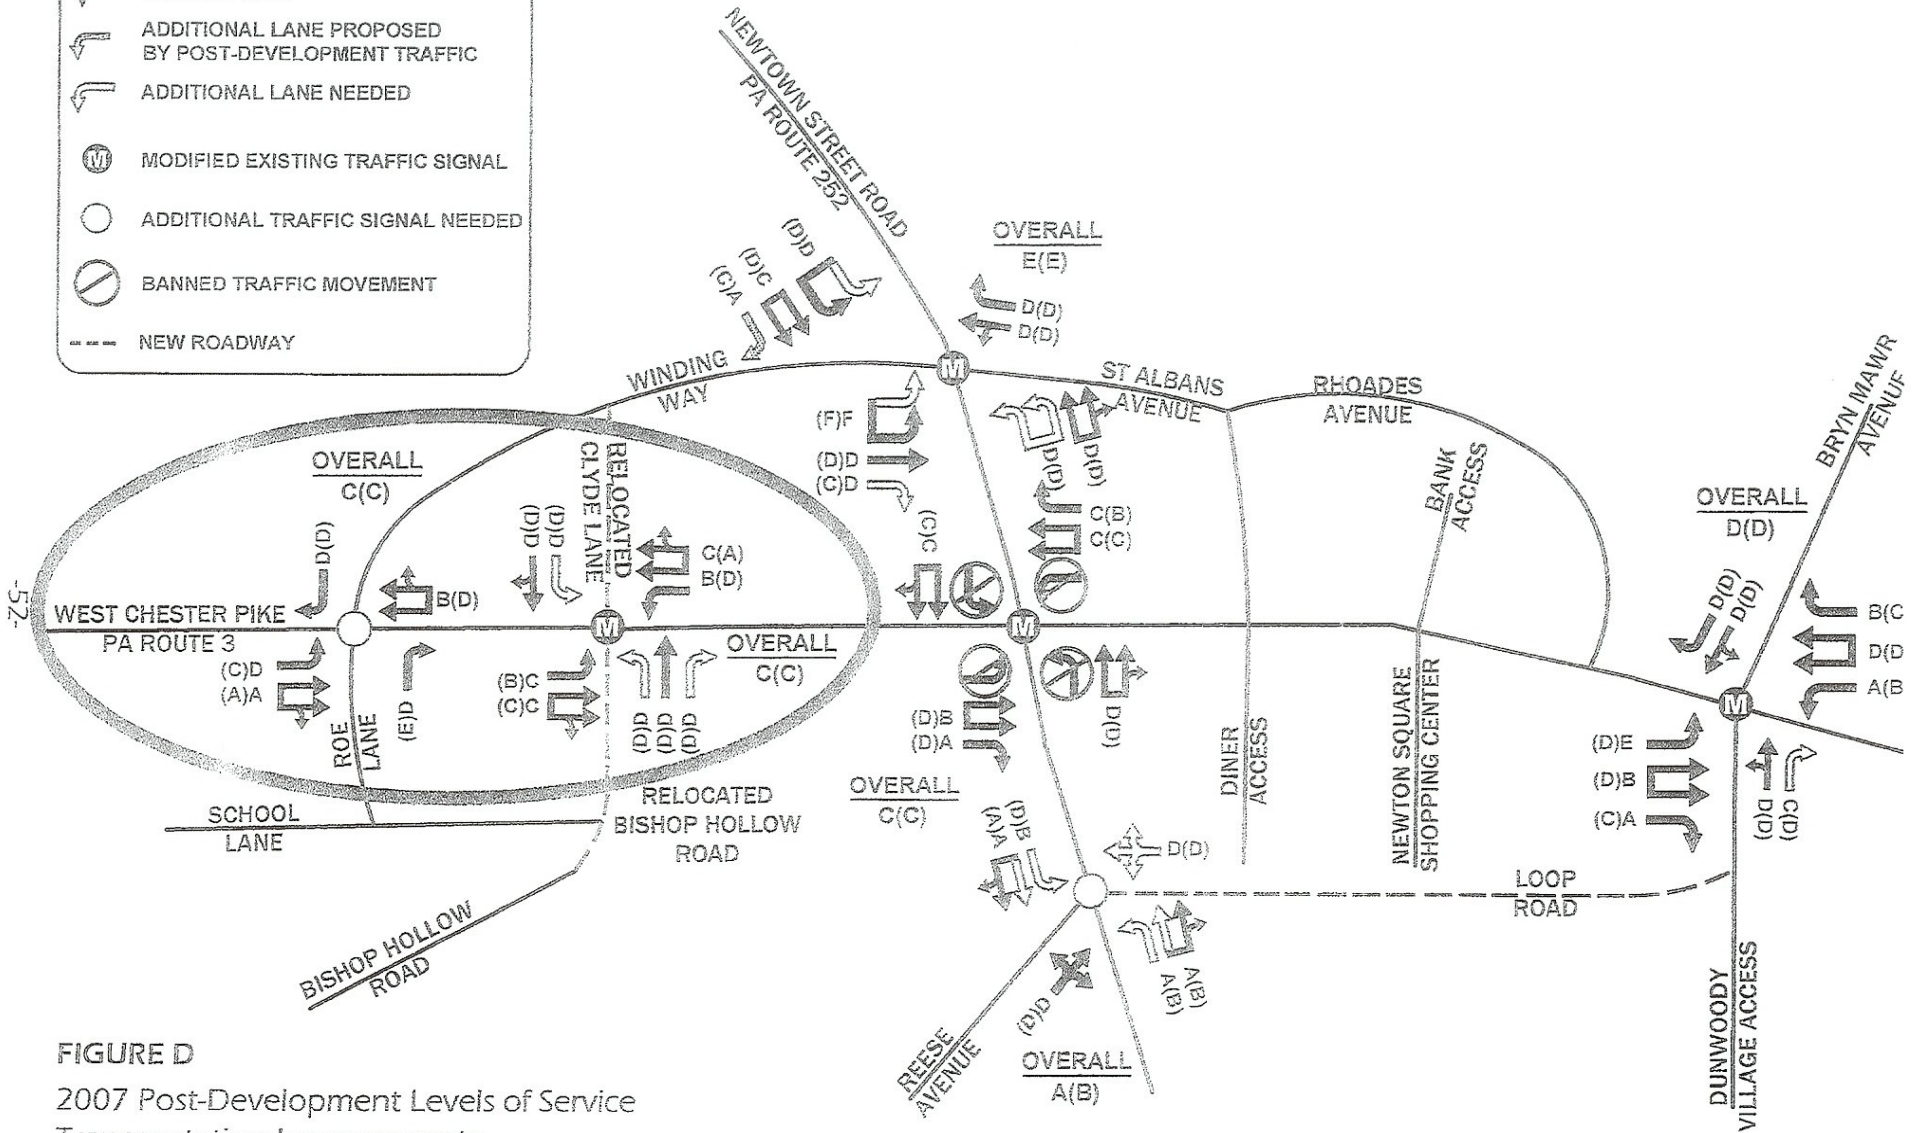 ADDITIONAL LANE PROPOSED
BY POST-DEVELOPMENT TRAFFIC
ADDITIONAL LANE NEEDED
M
MODIFIED EXISTING TRAFFIC SIGNAL
ADDITIONAL TRAFFIC SIGNAL NEEDED
BANNED TRAFFIC MOVEMENT
NEW ROADWAY
NEWTOWN STREET ROAD
PA ROUTE 252
OVERALL
E(E)
(D)D
(D)C
(C)A
D(D)
D(D)
M
WINDING
WAY
ST ALBANS
AVENUE
RHOADES
AVENUE
BRYN MAWR
AVENUE
(F)F
(D)D
(C)D
D(D)
D(D)
BANK
ACCESS
OVERALL
C(C)
RELOCATED
CLYDE LANE
D(D)
B(D)
(D)D
(D)D
C(A)
B(D)
(C)C
C(B)
C(C)
OVERALL
D(D)
D(D)
D(D)
B(C
D(D
A(B
-52-
WEST CHESTER PIKE
PA ROUTE 3
M
OVERALL
C(C)
M
M
(C)D
(A)A
ROE
LANE
(E)D
(B)C
(C)C
D(D)
D(D)
D(D)
(D)B
(D)A
D(D)
OVERALL
C(C)
DINER
ACCESS
NEWTON SQUARE
SHOPPING CENTER
(D)E
(D)B
(C)A
D(D)
C(D)
SCHOOL
LANE
RELOCATED
BISHOP HOLLOW
ROAD
(D)B
(A)A
D(D)
LOOP
ROAD
BISHOP HOLLOW
ROAD
(D)D
A(B)
A(B)
REESE
AVENUE
OVERALL
A(B)
DUNWOODY
VILLAGE ACCESS
FIGURE D
2007 Post-Development Levels of Service